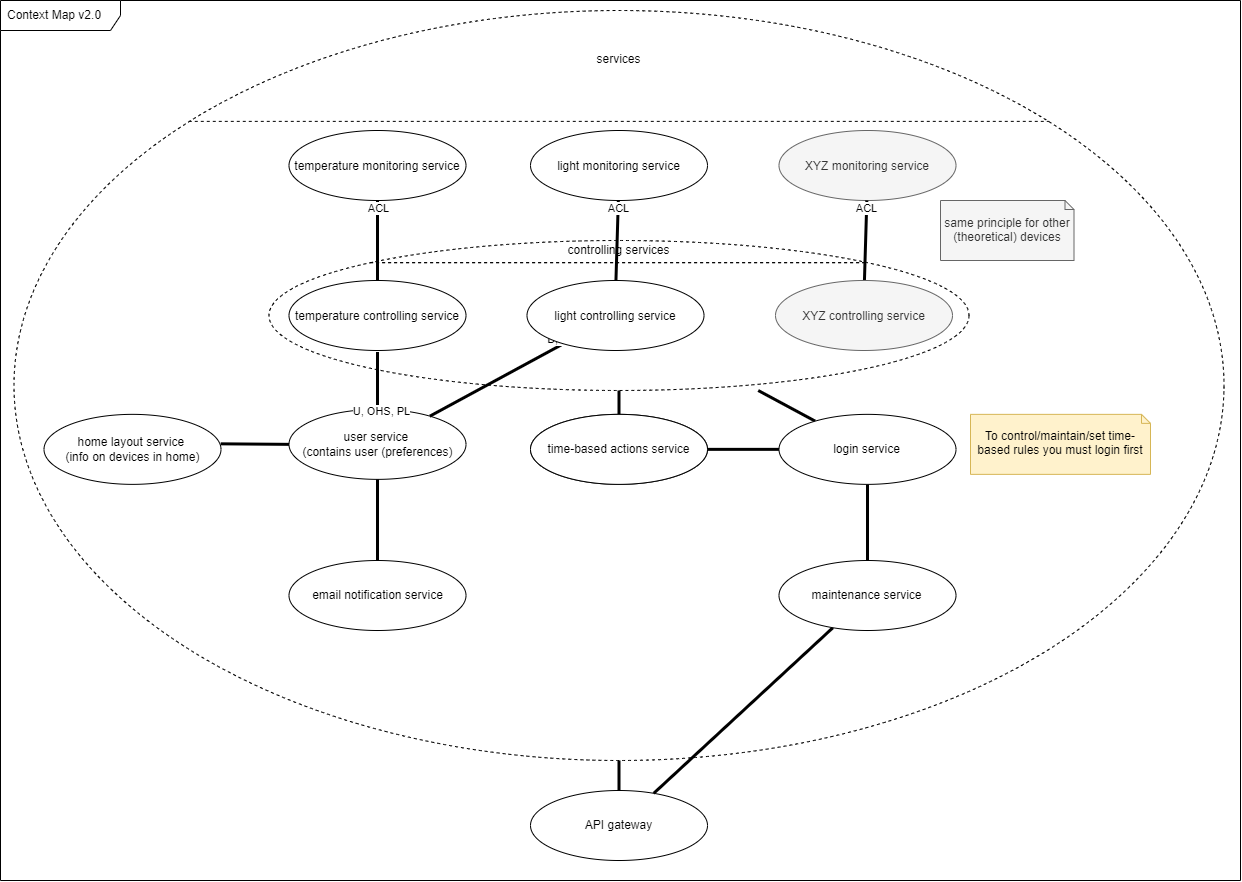 Context Map v2.0
services
temperature monitoring service
light monitoring service
XYZ monitoring service
ACL
ACL
ACL
same principle for other
(theoretical) devices
controlling services
temperature controlling service
light controlling service
XYZ controlling service
U, OHS, PL
home layout service
(info on devices in home)
user service
(contains user (preferences)
time-based actions service
login service
To control/maintain/set time-
based rules you must login first
email notification service
maintenance service
API gateway